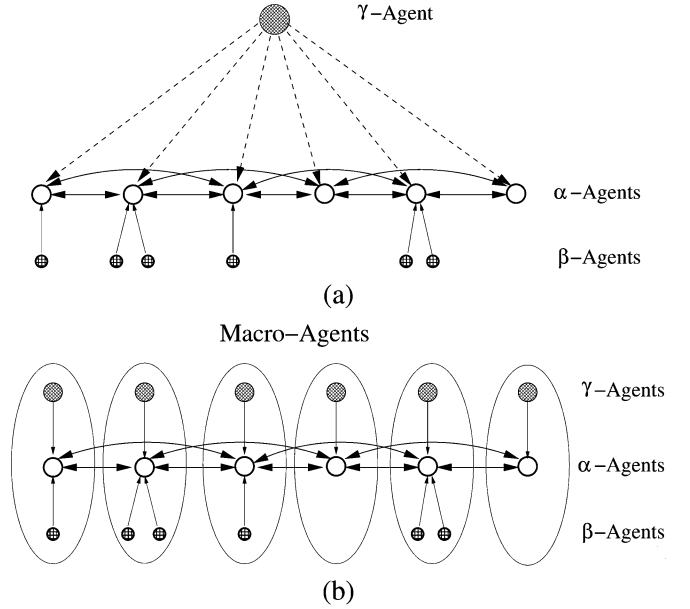 γ−Agent
α−Agents
β−Agents
(a)
Macro−Agents
γ−Agents
α−Agents
β−Agents
(b)